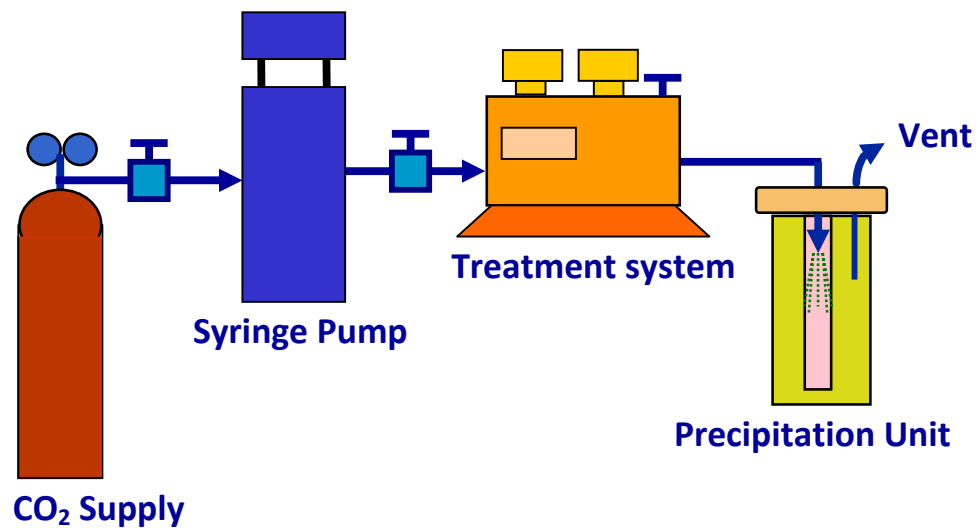 Vent
Treatment system
Syringe Pump
Precipitation Unit
CO₂ Supply